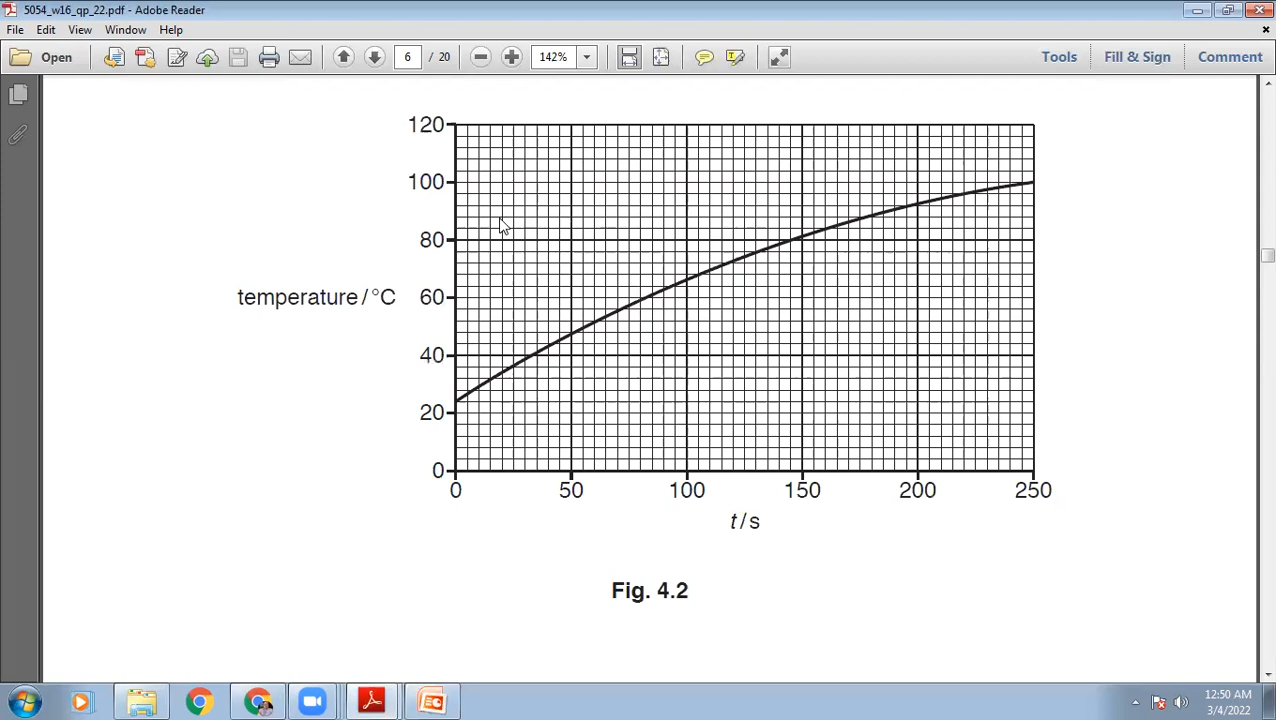 5054_w16_qp_22.pdf - Adobe Reader
File Edit View Window Help
Open 6 / 20 142% Tools Fill & Sign Comment
120
100
80
temperature / °C 60
40
20
0
0 50 100 150 200 250
t / s
Fig. 4.2
12:50 AM
3/4/2022